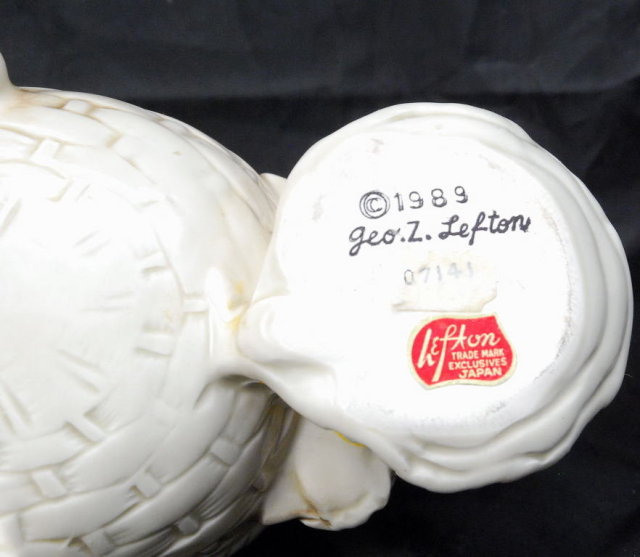 ©1989
geo. Z. Lefton
07141
Lefton
TRADE MARK
EXCLUSIVES
JAPAN